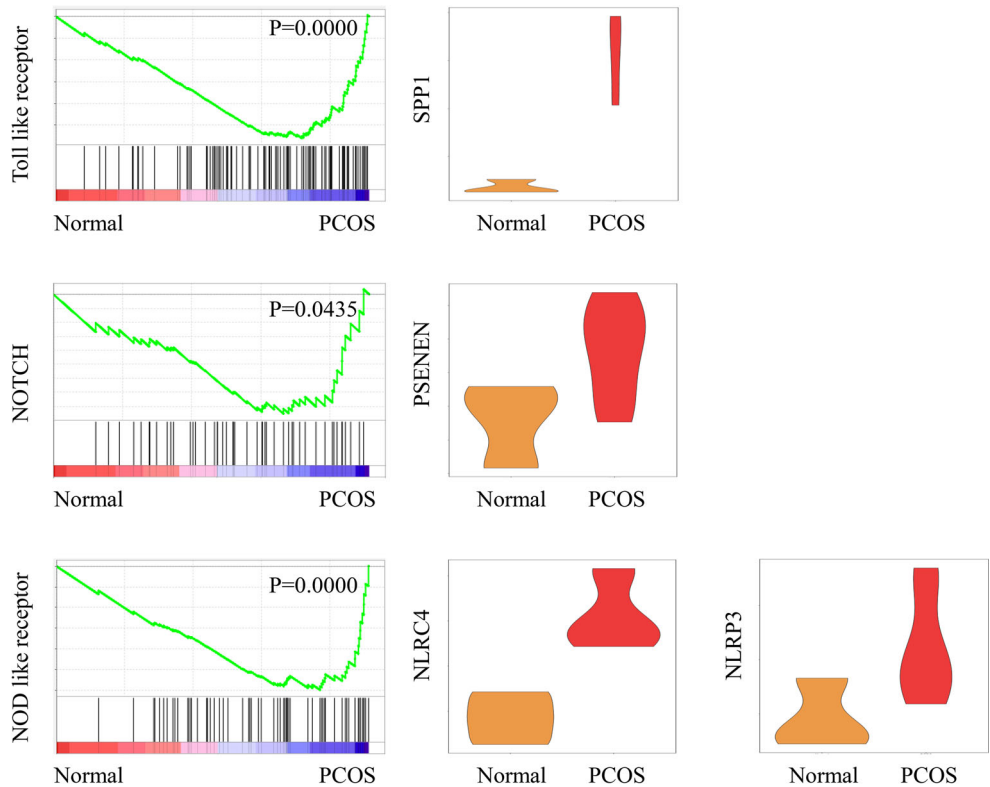 Toll like receptor
P=0.0000
Normal PCOS
SPP1
Normal PCOS
NOTCH
P=0.0435
Normal PCOS
PSENEN
Normal PCOS
NOD like receptor
P=0.0000
Normal PCOS
NLRC4
Normal PCOS
NLRP3
Normal PCOS